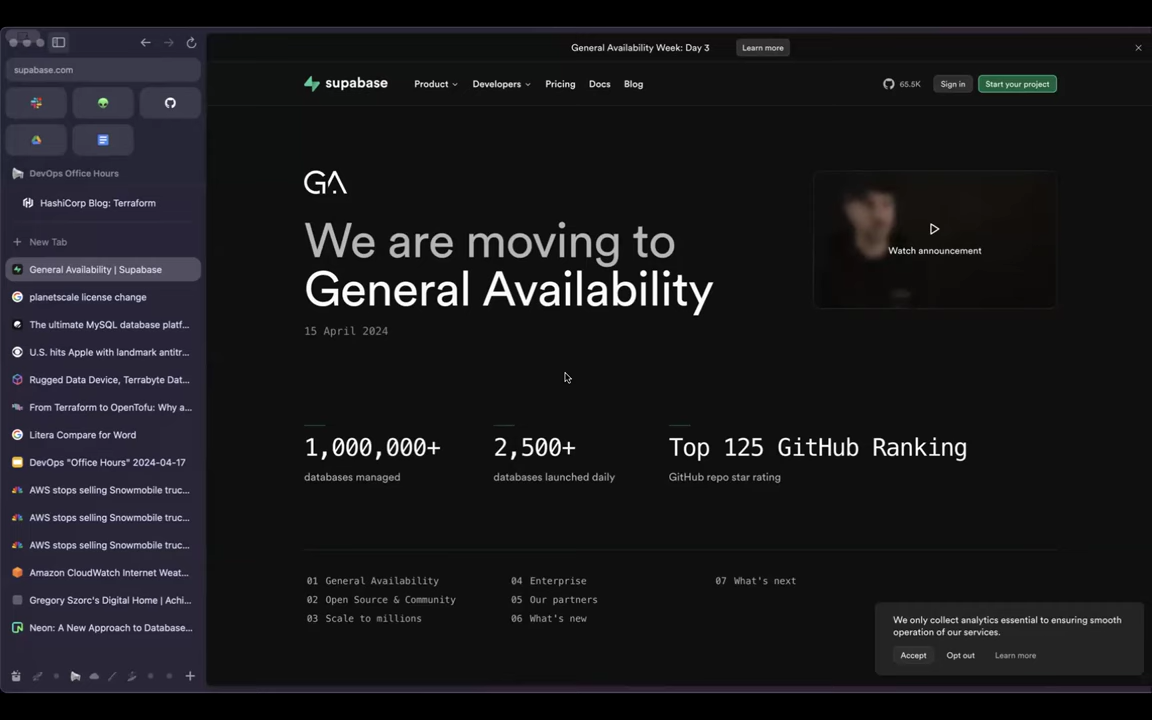 supabase.com
DevOps Office Hours
HashiCorp Blog: Terraform
New Tab
General Availability | Supabase
planetscale license change
The ultimate MySQL database platf...
U.S. hits Apple with landmark antitr...
Rugged Data Device, Terrabyte Dat...
From Terraform to OpenTofu: Why a...
Litera Compare for Word
DevOps "Office Hours" 2024-04-17
AWS stops selling Snowmobile truc...
AWS stops selling Snowmobile truc...
AWS stops selling Snowmobile truc...
Amazon CloudWatch Internet Weat...
Gregory Szorc's Digital Home | Achi...
Neon: A New Approach to Database...
General Availability Week: Day 3 Learn more
supabase Product Developers Pricing Docs Blog 65.5K Sign in Start your project
GA
We are moving to
General Availability
15 April 2024
Watch announcement
1,000,000+ 2,500+ Top 125 GitHub Ranking
databases managed databases launched daily GitHub repo star rating
01 General Availability 04 Enterprise 07 What's next
02 Open Source & Community 05 Our partners
03 Scale to millions 06 What's new
We only collect analytics essential to ensuring smooth
operation of our services.
Accept Opt out Learn more